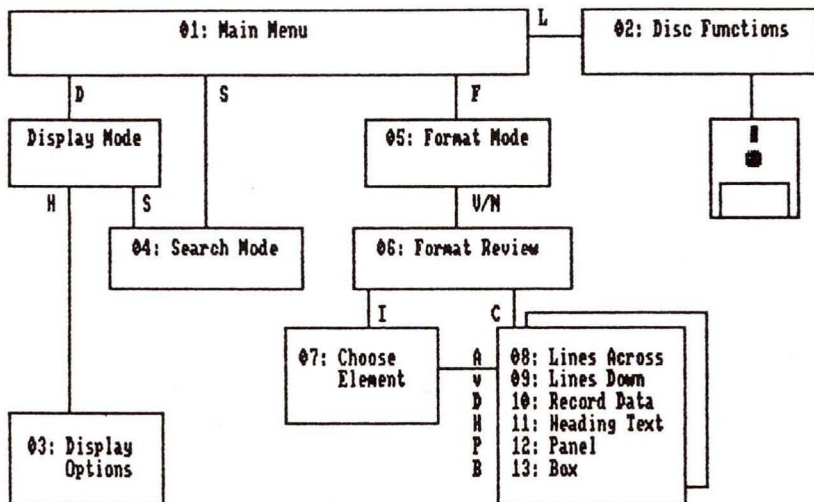 01: Main Menu
L
02: Disc Functions
D
S
F
Display Mode
05: Format Mode
H
S
V/N
04: Search Mode
06: Format Review
I
C
07: Choose
Element
A
08: Lines Across
v
09: Lines Down
D
10: Record Data
H
11: Heading Text
P
12: Panel
B
13: Box
03: Display
Options